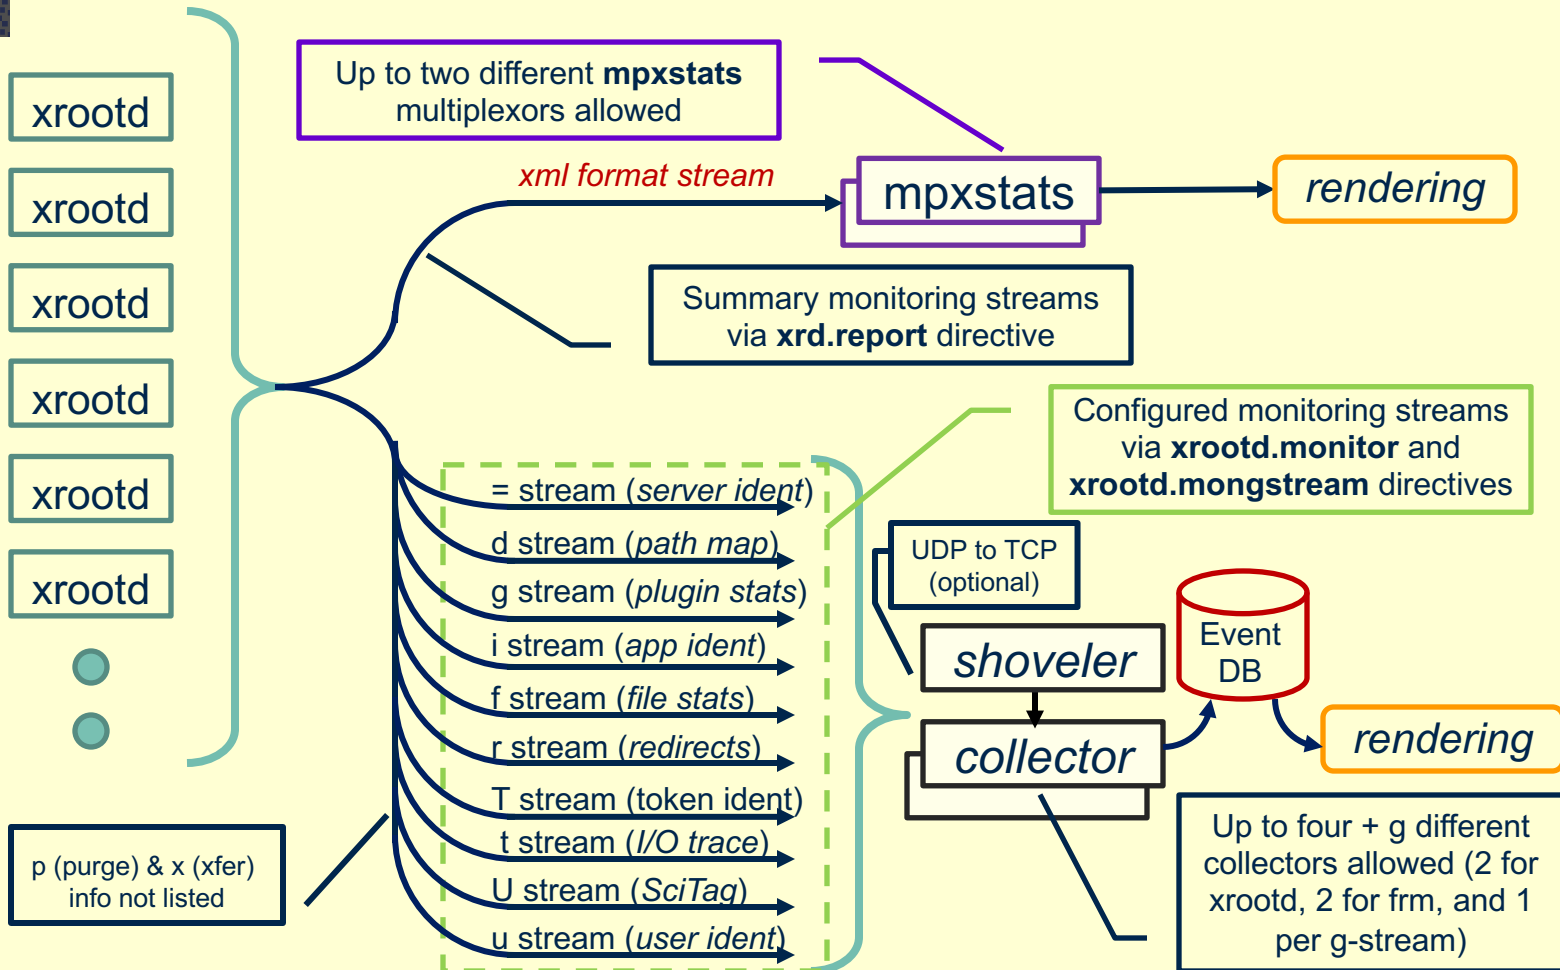 xrootd
xrootd
xrootd
xrootd
xrootd
xrootd
p (purge) & x (xfer)
info not listed
Up to two different mpxstats
multiplexors allowed
xml format stream
mpxstats
rendering
Summary monitoring streams
via xrd.report directive
Configured monitoring streams
via xrootd.monitor and
xrootd.mongstream directives
= stream (server ident)
d stream (path map)
g stream (plugin stats)
i stream (app ident)
f stream (file stats)
r stream (redirects)
T stream (token ident)
t stream (I/O trace)
U stream (SciTag)
u stream (user ident)
UDP to TCP
(optional)
shoveler
collector
Event
DB
rendering
Up to four + g different
collectors allowed (2 for
xrootd, 2 for frm, and 1
per g-stream)